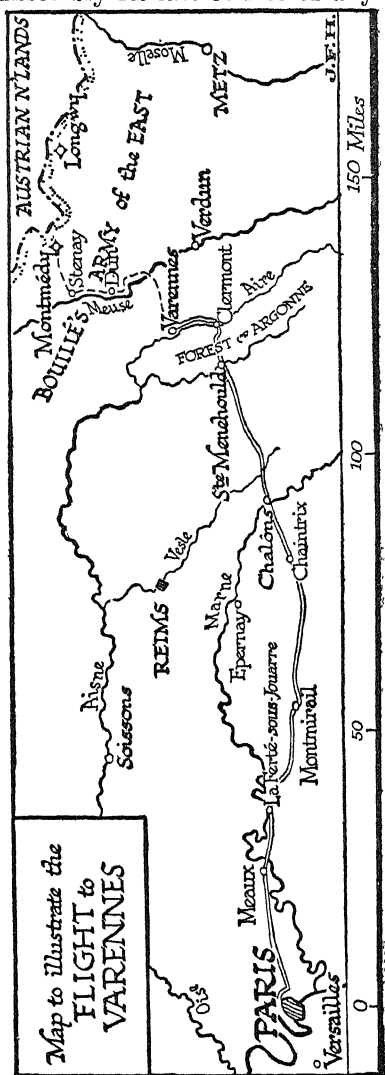 Map to illustrate the
FLIGHT to
VARENNES
Oise
PARIS
Versailles
Meaux
La Ferté-sous-Jouarre
Montmirail
Aisne
Soissons
REIMS
Vesle
Marne
Epernay
Châlons
Chaintrix
Ste Menehould
FOREST of ARGONNE
Clermont
Aire
Varennes
Verdun
BOUILLÉ'S
ARMY
of the EAST
Meuse
Dun
Stenay
Montmédy
Longwy
AUSTRIAN N'LANDS
Moselle
METZ
J.F.H.
0
50
100
150 Miles